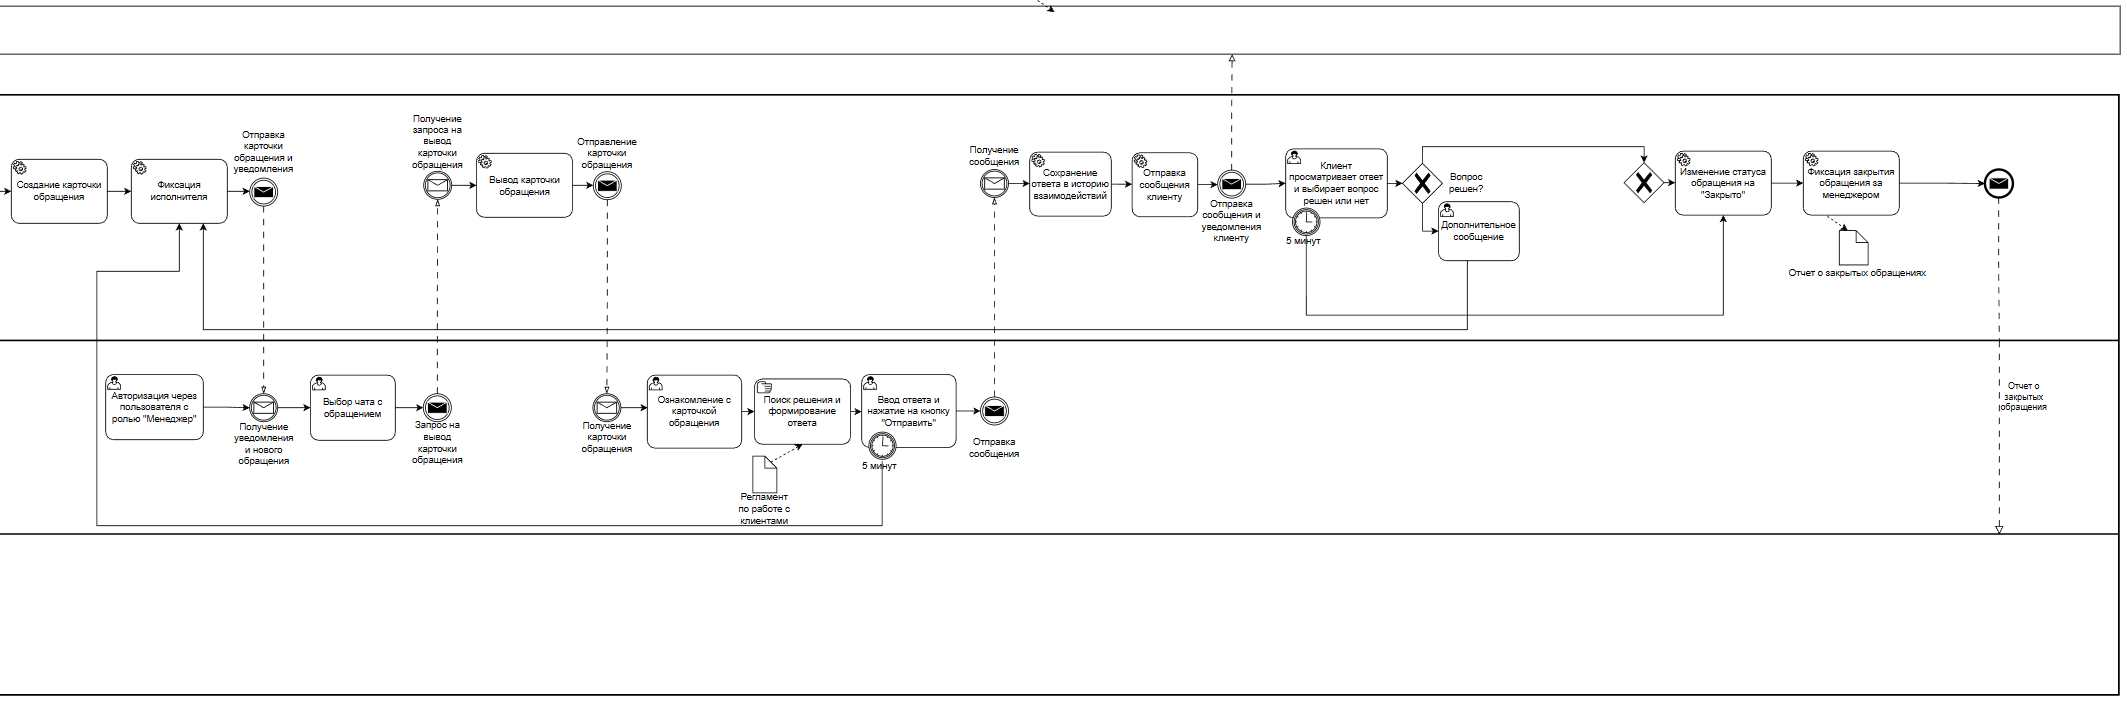 Создание карточки
обращения
Фиксация
исполнителя
Отправка
карточки
обращения и
уведомления
Получение
запроса на
вывод
карточки
обращения
Вывод карточки
обращения
Отправление
карточки
обращения
Получение
сообщения
Сохранение
ответа в историю
взаимодействий
Отправка
сообщения
клиенту
Отправка
сообщения и
уведомления
клиенту
Клиент
просматривает ответ
и выбирает вопрос
решен или нет
5 минут
Вопрос
решен?
Дополнительное
сообщение
Изменение статуса
обращения на
"Закрыто"
Фиксация закрытия
обращения за
менеджером
Отчет о закрытых обращениях
Авторизация через
пользователя с
ролью "Менеджер"
Получение
уведомления
и нового
обращения
Выбор чата с
обращением
Запрос на
вывод
карточки
обращения
Получение
карточки
обращения
Ознакомление с
карточкой
обращения
Поиск решения и
формирование
ответа
Регламент
по работе с
клиентами
Ввод ответа и
нажатие на кнопку
"Отправить"
5 минут
Отправка
сообщения
Отчет о
закрытых
обращения